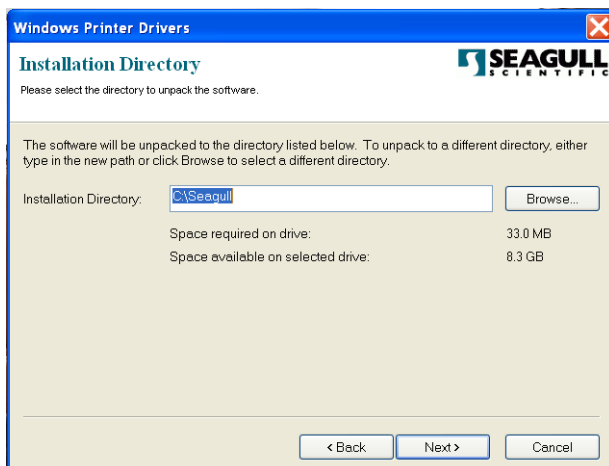 Windows Printer Drivers
Installation Directory
SEAGULL
SCIENTIFIC
Please select the directory to unpack the software.
The software will be unpacked to the directory listed below. To unpack to a different directory, either
type in the new path or click Browse to select a different directory.
Installation Directory: C:\Seagull Browse...
Space required on drive: 33.0 MB
Space available on selected drive: 8.3 GB
< Back Next > Cancel